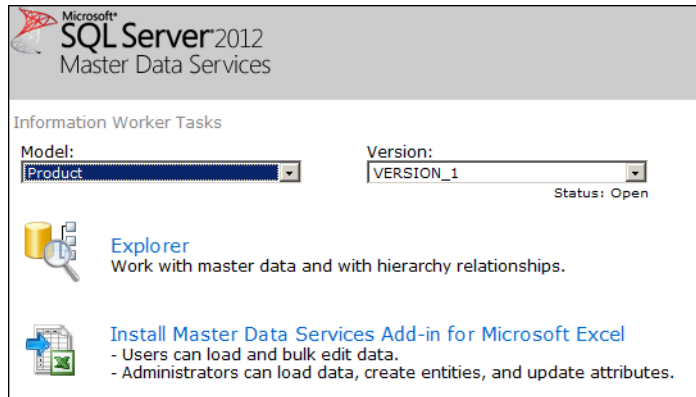 Microsoft®
SQL Server®2012
Master Data Services
Information Worker Tasks
Model: Version:
Product VERSION_1
Status: Open
Explorer
Work with master data and with hierarchy relationships.
Install Master Data Services Add-in for Microsoft Excel
- Users can load and bulk edit data.
- Administrators can load data, create entities, and update attributes.